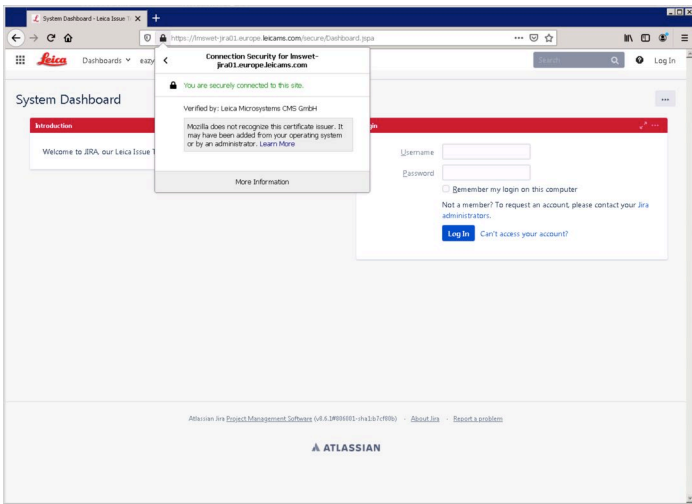 System Dashboard - Leica Issue T
https://lmswet-jira01.europe.leicams.com/secure/Dashboard.jspa
Leica
Dashboards
eazy
Search
Log In
Connection Security for lmswet-
jira01.europe.leicams.com
You are securely connected to this site.
Verified by: Leica Microsystems CMS GmbH
Mozilla does not recognize this certificate issuer. It
may have been added from your operating system
or by an administrator. Learn More
More Information
System Dashboard
Introduction
Welcome to JIRA, our Leica Issue T
gin
Username
Password
Remember my login on this computer
Not a member? To request an account, please contact your Jira
administrators.
Log In Can't access your account?
Atlassian Jira Project Management Software - About Jira - Report a problem
ATLASSIAN